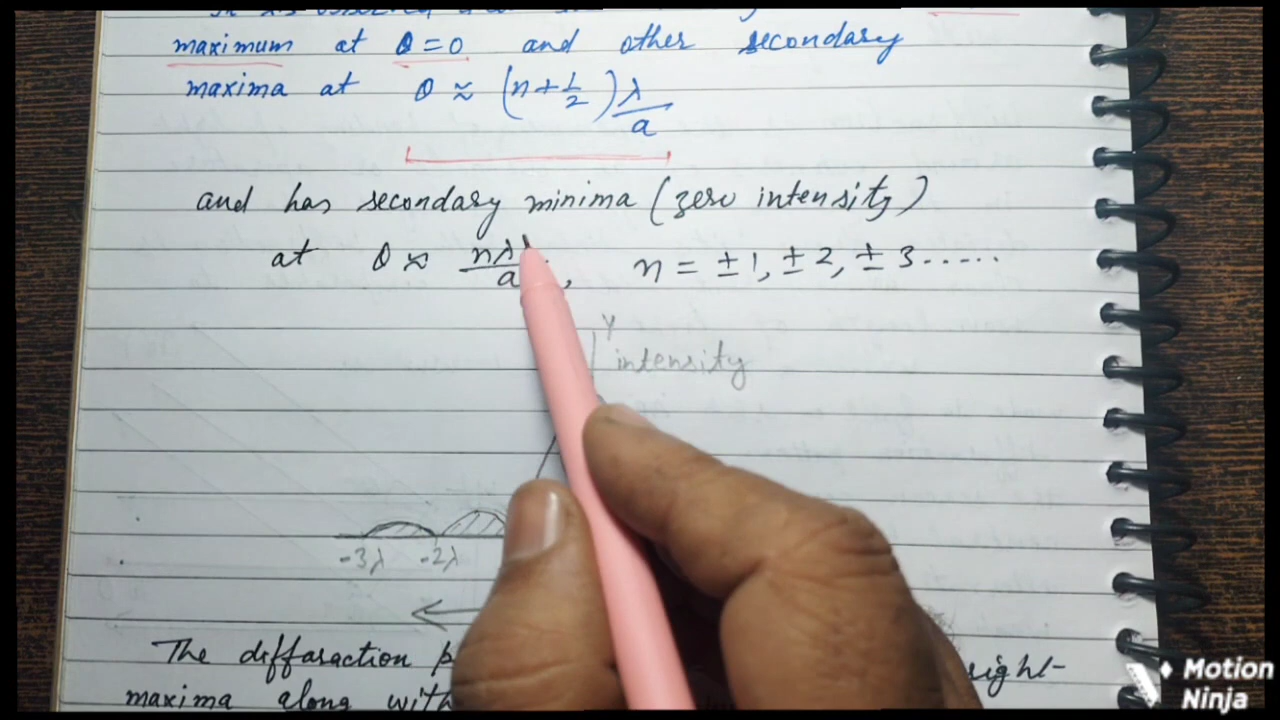 maximum at θ = 0 and other secondary
maxima at θ ≈ (n + 1/2) λ/a
and has secondary minima (zero intensity)
at θ ≈ nλ/a, n = ±1, ±2, ±3.....
Y
intensity
-3λ -2λ
The diffaraction
maxima along with
Motion
Ninja